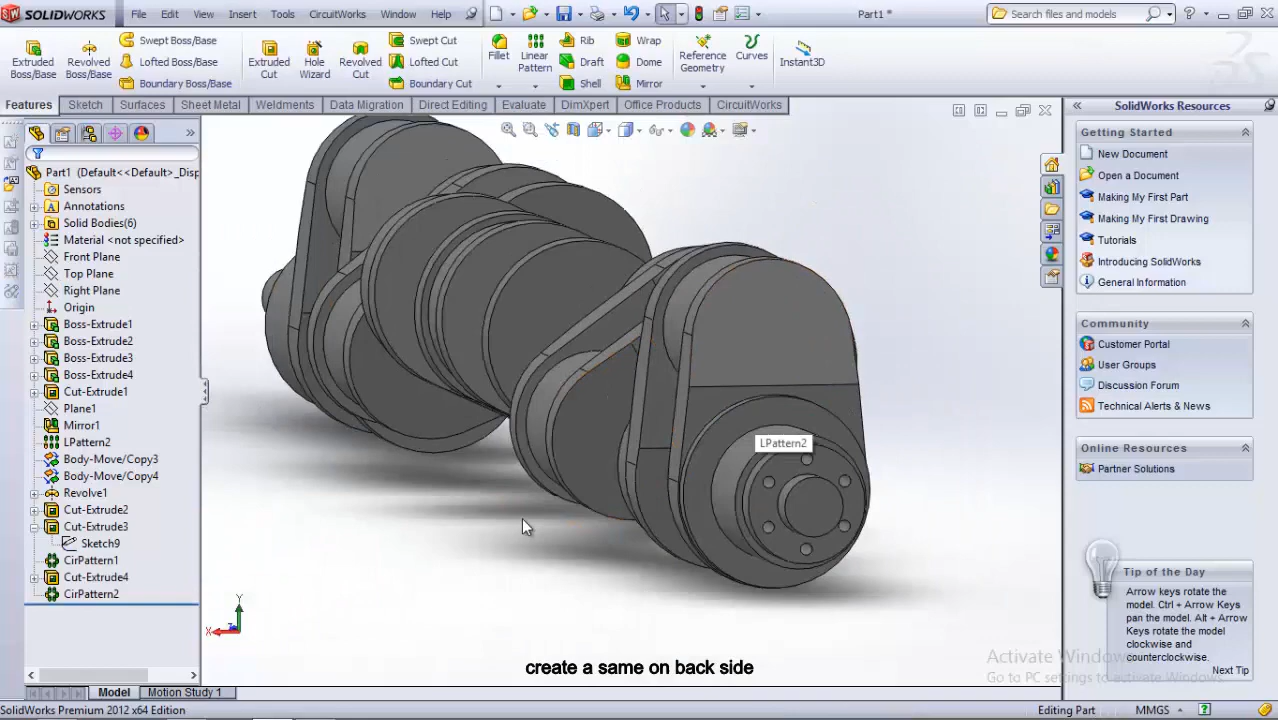 SOLIDWORKS File Edit View Insert Tools CircuitWorks Window Help Part1 * Search files and models
Extruded Boss/Base Revolved Boss/Base Swept Boss/Base Lofted Boss/Base Boundary Boss/Base Extruded Cut Hole Wizard Revolved Cut Swept Cut Lofted Cut Boundary Cut Fillet Linear Pattern Rib Draft Shell Wrap Dome Mirror Reference Geometry Curves Instant3D
Features Sketch Surfaces Sheet Metal Weldments Data Migration Direct Editing Evaluate DimXpert Office Products CircuitWorks
Part1 (Default<<Default>_Disp
Sensors
Annotations
Solid Bodies(6)
Material <not specified>
Front Plane
Top Plane
Right Plane
Origin
Boss-Extrude1
Boss-Extrude2
Boss-Extrude3
Boss-Extrude4
Cut-Extrude1
Plane1
Mirror1
LPattern2
Body-Move/Copy3
Body-Move/Copy4
Revolve1
Cut-Extrude2
Cut-Extrude3
Sketch9
CirPattern1
Cut-Extrude4
CirPattern2
LPattern2
Y
X
Z
create a same on back side
SolidWorks Resources
Getting Started
New Document
Open a Document
Making My First Part
Making My First Drawing
Tutorials
Introducing SolidWorks
General Information
Community
Customer Portal
User Groups
Discussion Forum
Technical Alerts & News
Online Resources
Partner Solutions
Tip of the Day
Arrow keys rotate the
model. Ctrl + Arrow Keys
pan the model. Alt + Arrow
Keys rotate the model
clockwise and
counterclockwise.
Next Tip
Activate Windows
Go to PC settings to activate Windows.
Model Motion Study 1
SolidWorks Premium 2012 x64 Edition Editing Part MMGS